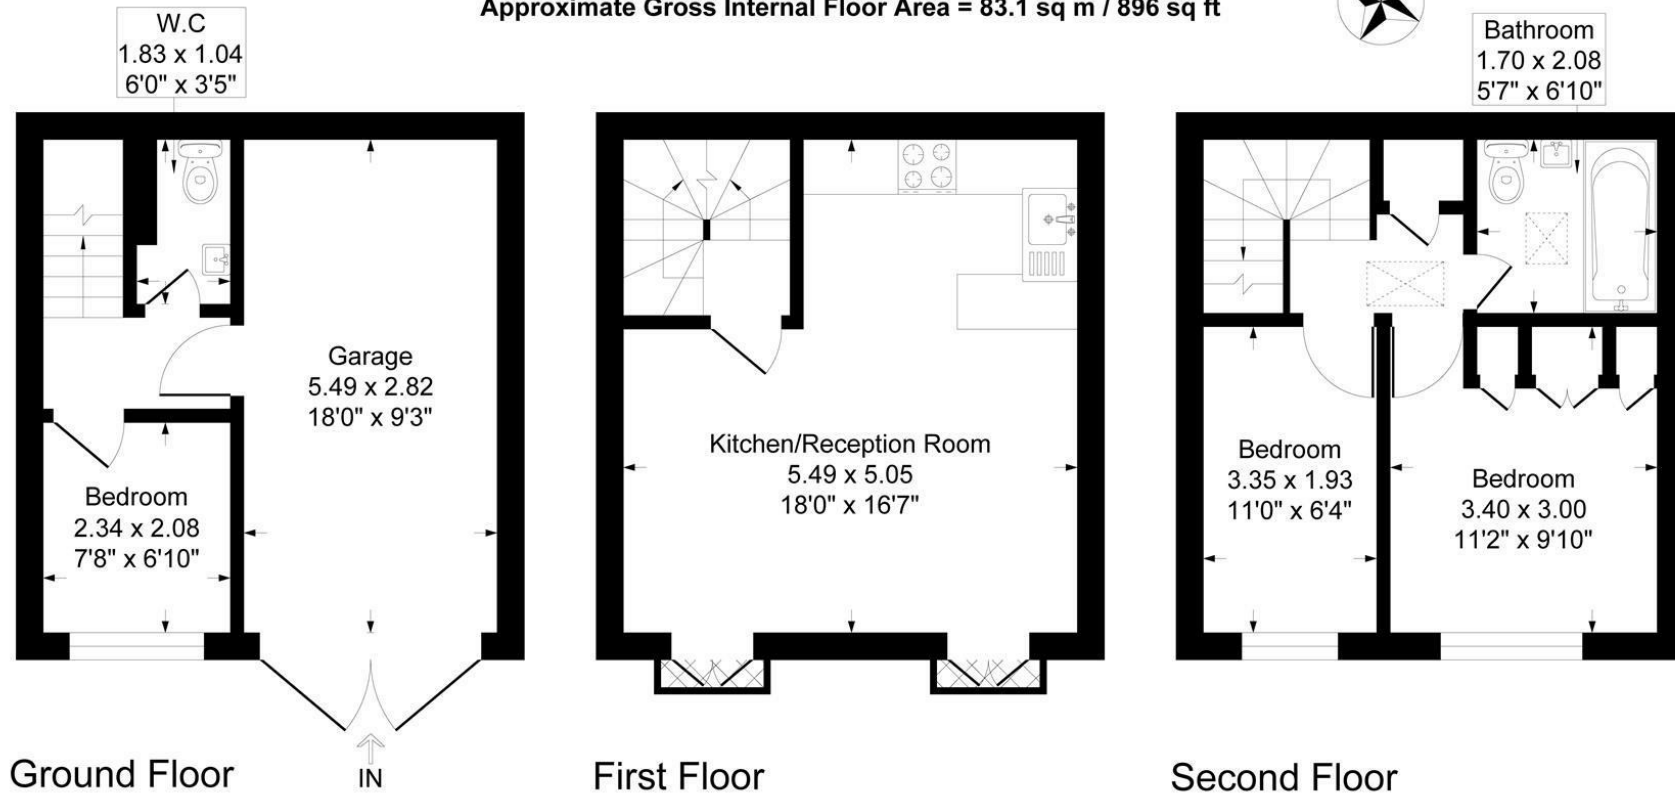 Approximate Gross Internal Floor Area = 83.1 sq m / 896 sq ft
W.C
1.83 x 1.04
6'0" x 3'5"
Garage
5.49 x 2.82
18'0" x 9'3"
Bedroom
2.34 x 2.08
7'8" x 6'10"
IN
Ground Floor
Kitchen/Reception Room
5.49 x 5.05
18'0" x 16'7"
First Floor
Bathroom
1.70 x 2.08
5'7" x 6'10"
Bedroom
3.35 x 1.93
11'0" x 6'4"
Bedroom
3.40 x 3.00
11'2" x 9'10"
Second Floor